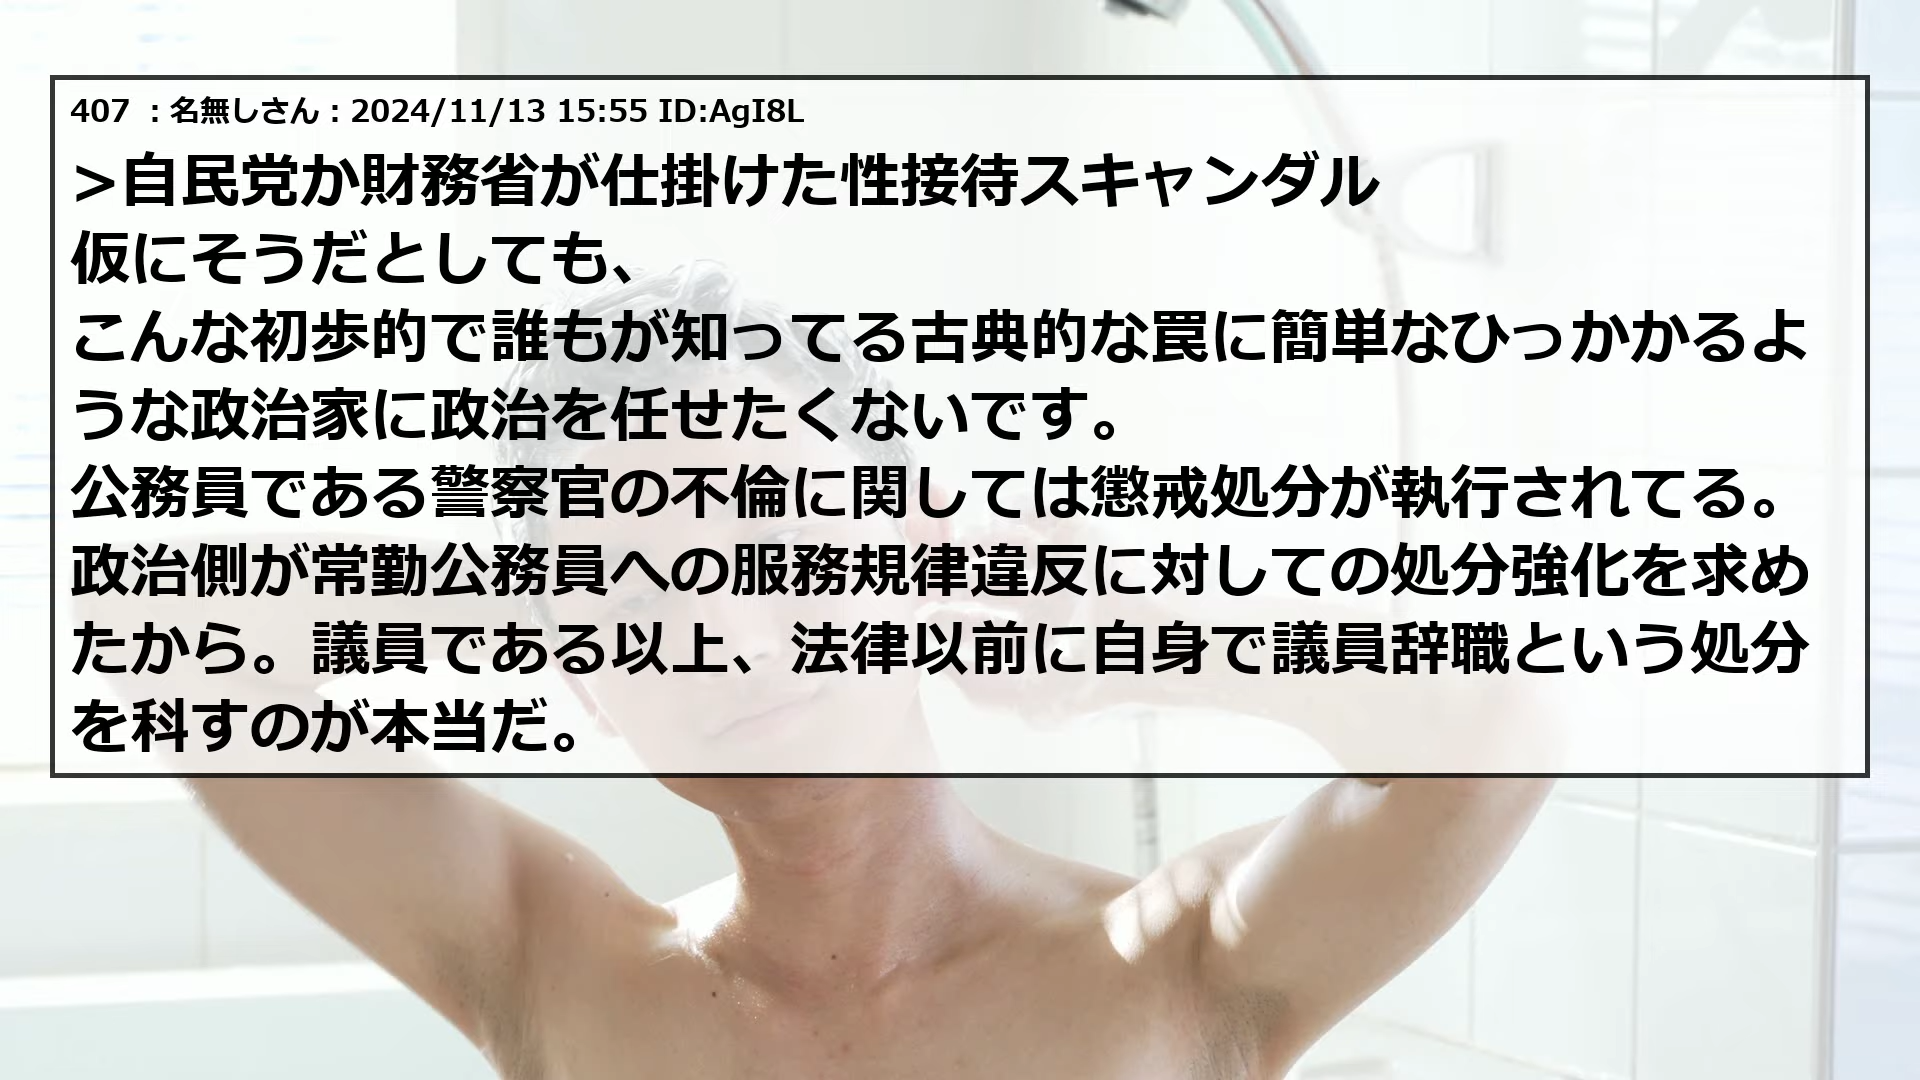 407 ：名無しさん：2024/11/13 15:55 ID:AgI8L
>自民党か財務省が仕掛けた性接待スキャンダル
仮にそうだとしても、
こんな初歩的で誰もが知ってる古典的な罠に簡単なひっかかるよ
うな政治家に政治を任せたくないです。
公務員である警察官の不倫に関しては懲戒処分が執行されてる。
政治側が常勤公務員への服務規律違反に対しての処分強化を求め
たから。議員である以上、法律以前に自身で議員辞職という処分
を科すのが本当だ。